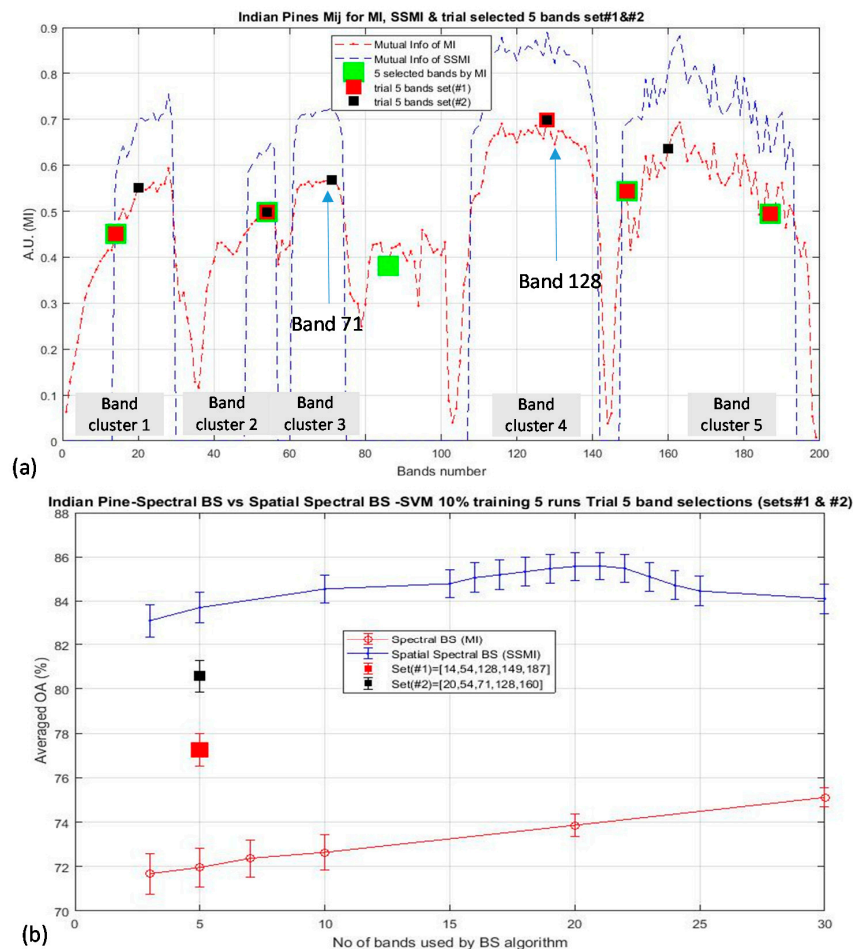 Indian Pines Mij for MI, SSMI & trial selected 5 bands set#1&#2
0.9
0.8
0.7
0.6
0.5
0.4
0.3
0.2
0.1
0
A.U. (MI)
Mutual Info of MI
Mutual Info of SSMI
5 selected bands by MI
trial 5 bands set(#1)
trial 5 bands set(#2)
Band 71
Band 128
Band cluster 1
Band cluster 2
Band cluster 3
Band cluster 4
Band cluster 5
0 20 40 60 80 100 120 140 160 180 200
Bands number
(a)
Indian Pine-Spectral BS vs Spatial Spectral BS -SVM 10% training 5 runs Trial 5 band selections (sets#1 & #2)
88
86
84
82
80
78
76
74
72
70
Averaged OA (%)
Spectral BS (MI)
Spatial Spectral BS (SSMI)
Set(#1)=[14,54,128,149,187]
Set(#2)=[20,54,71,128,160]
0 5 10 15 20 25 30
No of bands used by BS algorithm
(b)